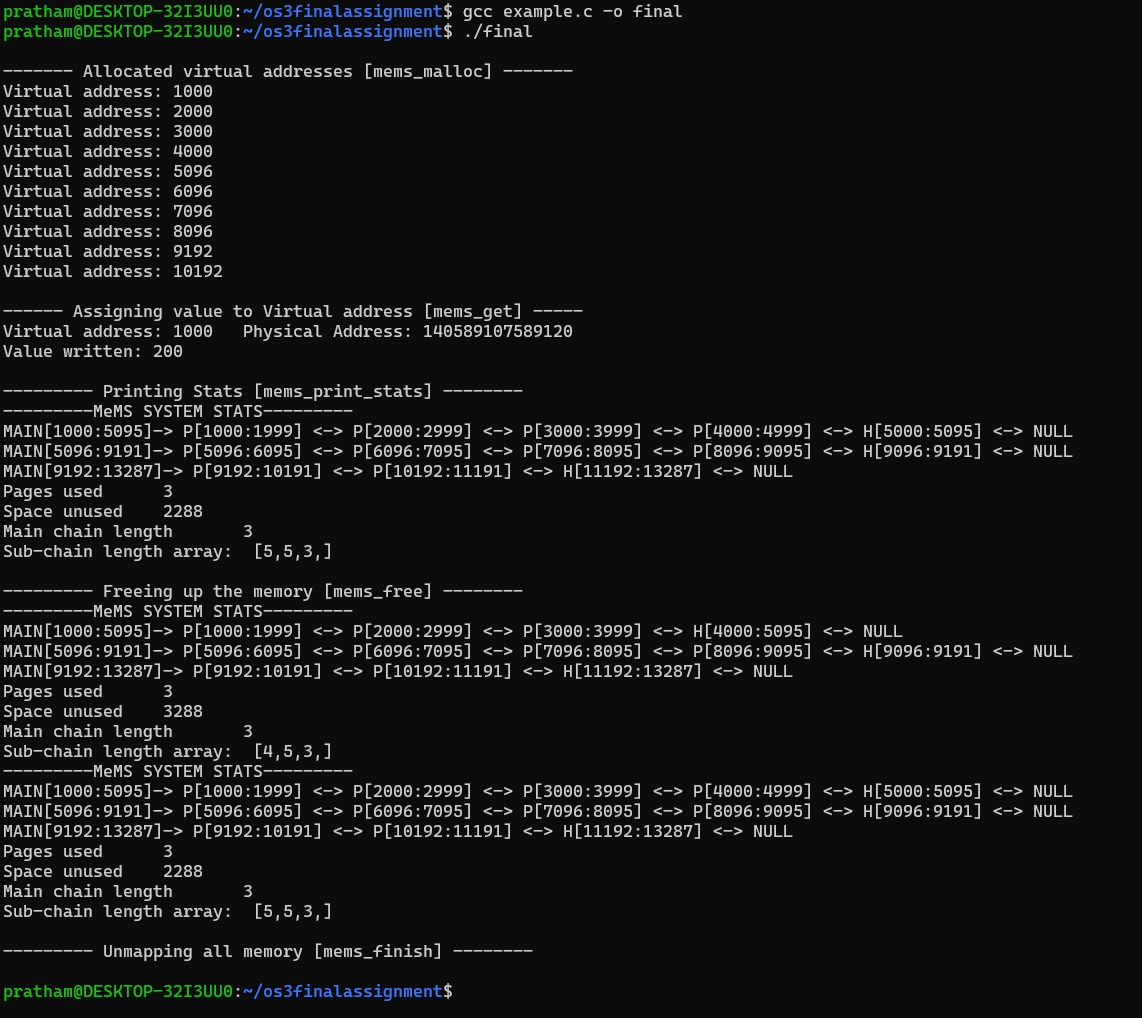 pratham@DESKTOP-32I3UU0:~/os3finalassignment$ gcc example.c -o final
pratham@DESKTOP-32I3UU0:~/os3finalassignment$ ./final
------- Allocated virtual addresses [mems_malloc] -------
Virtual address: 1000
Virtual address: 2000
Virtual address: 3000
Virtual address: 4000
Virtual address: 5096
Virtual address: 6096
Virtual address: 7096
Virtual address: 8096
Virtual address: 9192
Virtual address: 10192
------ Assigning value to Virtual address [mems_get] -----
Virtual address: 1000   Physical Address: 140589107589120
Value written: 200
--------- Printing Stats [mems_print_stats] --------
---------MeMS SYSTEM STATS---------
MAIN[1000:5095]-> P[1000:1999] <-> P[2000:2999] <-> P[3000:3999] <-> P[4000:4999] <-> H[5000:5095] <-> NULL
MAIN[5096:9191]-> P[5096:6095] <-> P[6096:7095] <-> P[7096:8095] <-> P[8096:9095] <-> H[9096:9191] <-> NULL
MAIN[9192:13287]-> P[9192:10191] <-> P[10192:11191] <-> H[11192:13287] <-> NULL
Pages used      3
Space unused    2288
Main chain length       3
Sub-chain length array:  [5,5,3,]
--------- Freeing up the memory [mems_free] --------
---------MeMS SYSTEM STATS---------
MAIN[1000:5095]-> P[1000:1999] <-> P[2000:2999] <-> P[3000:3999] <-> H[4000:5095] <-> NULL
MAIN[5096:9191]-> P[5096:6095] <-> P[6096:7095] <-> P[7096:8095] <-> P[8096:9095] <-> H[9096:9191] <-> NULL
MAIN[9192:13287]-> P[9192:10191] <-> P[10192:11191] <-> H[11192:13287] <-> NULL
Pages used      3
Space unused    3288
Main chain length       3
Sub-chain length array:  [4,5,3,]
---------MeMS SYSTEM STATS---------
MAIN[1000:5095]-> P[1000:1999] <-> P[2000:2999] <-> P[3000:3999] <-> P[4000:4999] <-> H[5000:5095] <-> NULL
MAIN[5096:9191]-> P[5096:6095] <-> P[6096:7095] <-> P[7096:8095] <-> P[8096:9095] <-> H[9096:9191] <-> NULL
MAIN[9192:13287]-> P[9192:10191] <-> P[10192:11191] <-> H[11192:13287] <-> NULL
Pages used      3
Space unused    2288
Main chain length       3
Sub-chain length array:  [5,5,3,]
--------- Unmapping all memory [mems_finish] --------
pratham@DESKTOP-32I3UU0:~/os3finalassignment$